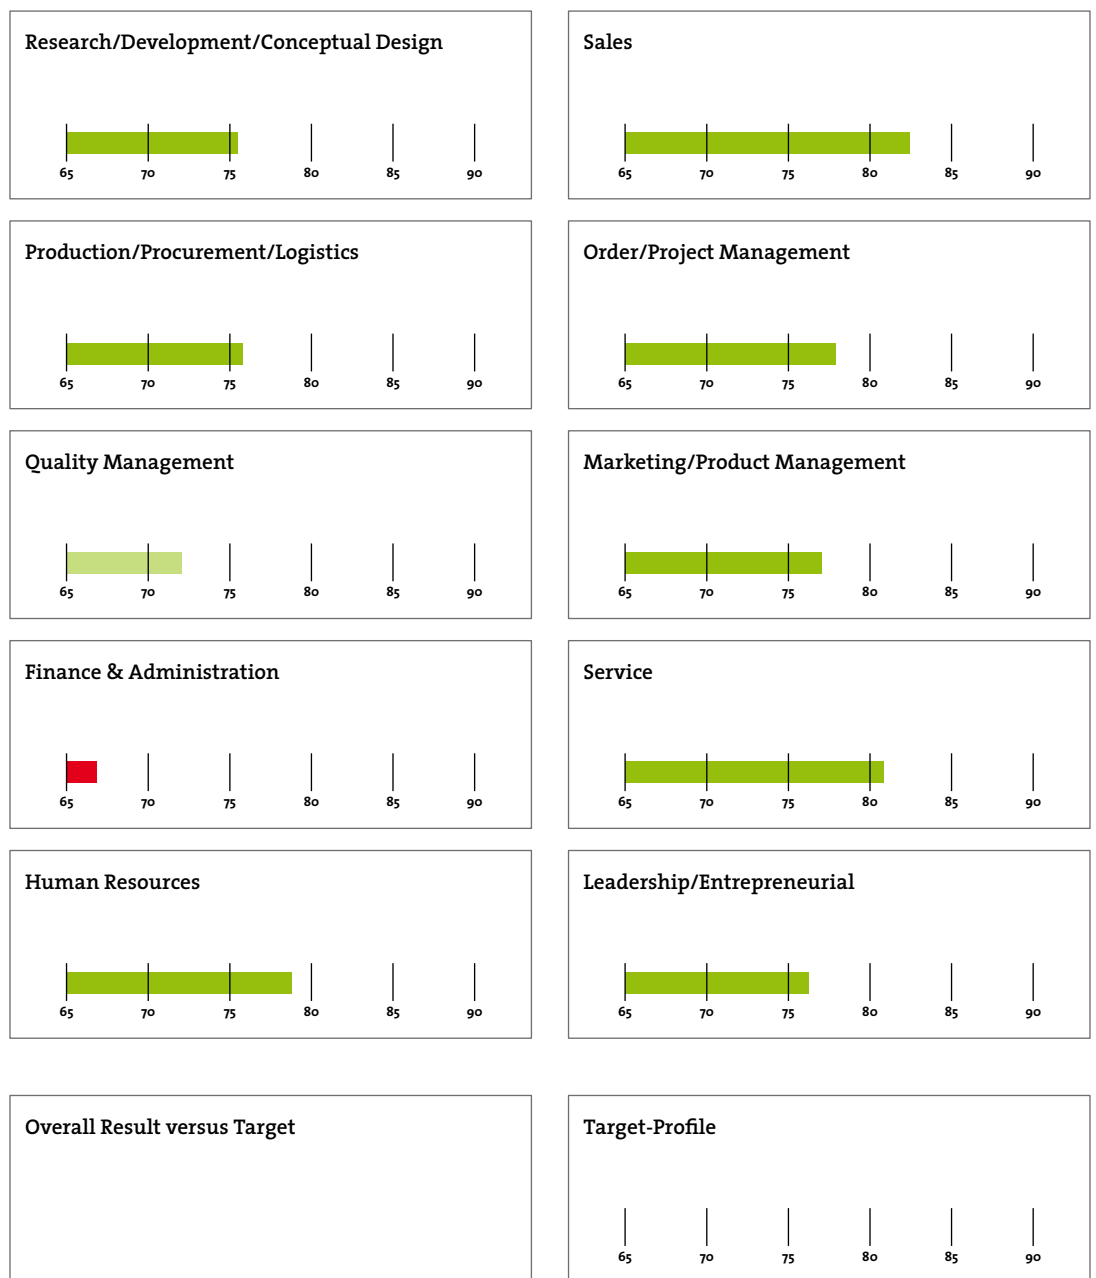 Research/Development/Conceptual Design
65 70 75 80 85 90
Sales
65 70 75 80 85 90
Production/Procurement/Logistics
65 70 75 80 85 90
Order/Project Management
65 70 75 80 85 90
Quality Management
65 70 75 80 85 90
Marketing/Product Management
65 70 75 80 85 90
Finance & Administration
65 70 75 80 85 90
Service
65 70 75 80 85 90
Human Resources
65 70 75 80 85 90
Leadership/Entrepreneurial
65 70 75 80 85 90
Overall Result versus Target
Target-Profile
65 70 75 80 85 90